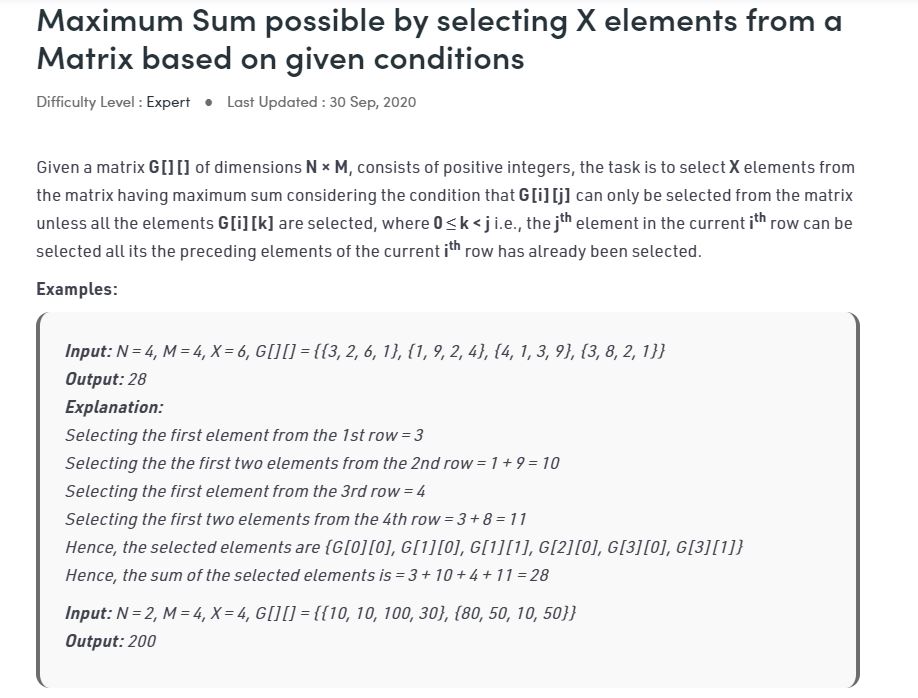 Maximum Sum possible by selecting X elements from a
Matrix based on given conditions
Difficulty Level : Expert ● Last Updated : 30 Sep, 2020
Given a matrix G[][] of dimensions N × M, consists of positive integers, the task is to select X elements from
the matrix having maximum sum considering the condition that G[i][j] can only be selected from the matrix
unless all the elements G[i][k] are selected, where 0 ≤ k < j i.e., the jth element in the current ith row can be
selected all its the preceding elements of the current ith row has already been selected.
Examples:
Input: N = 4, M = 4, X = 6, G[][] = {{3, 2, 6, 1}, {1, 9, 2, 4}, {4, 1, 3, 9}, {3, 8, 2, 1}}
Output: 28
Explanation:
Selecting the first element from the 1st row = 3
Selecting the the first two elements from the 2nd row = 1 + 9 = 10
Selecting the first element from the 3rd row = 4
Selecting the first two elements from the 4th row = 3 + 8 = 11
Hence, the selected elements are {G[0][0], G[1][0], G[1][1], G[2][0], G[3][0], G[3][1]}
Hence, the sum of the selected elements is = 3 + 10 + 4 + 11 = 28
Input: N = 2, M = 4, X = 4, G[][] = {{10, 10, 100, 30}, {80, 50, 10, 50}}
Output: 200